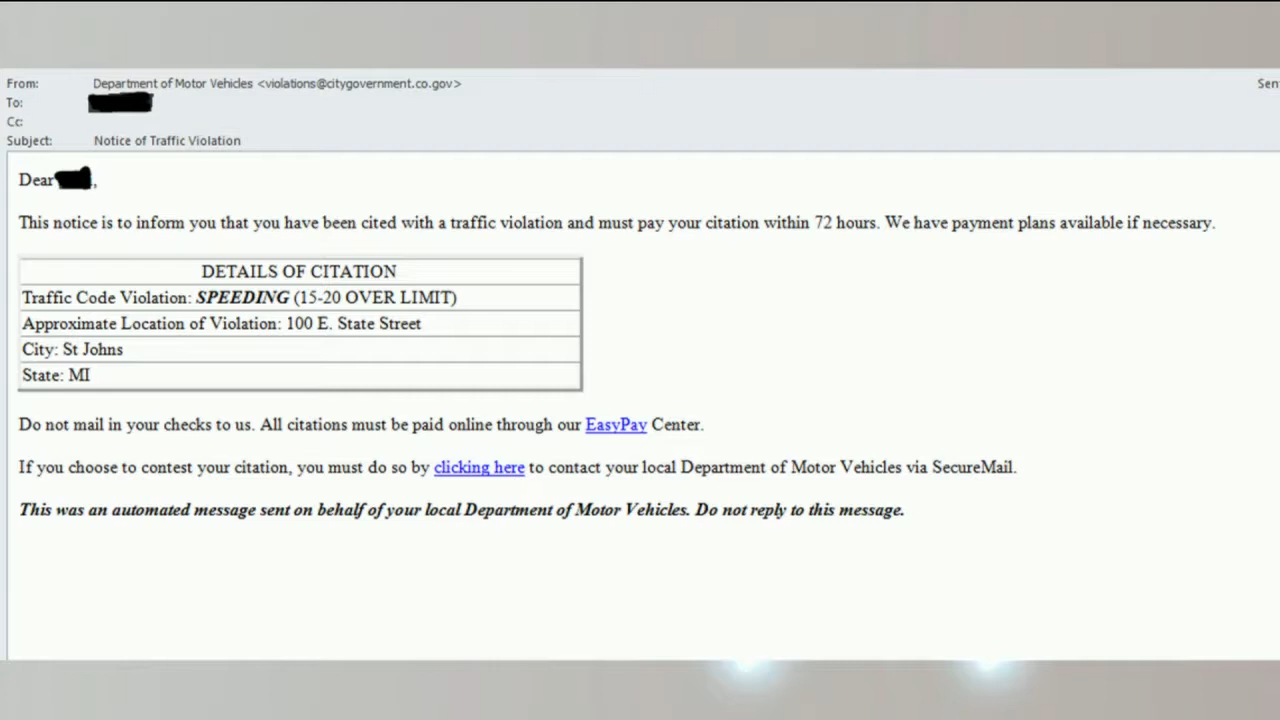 From: Department of Motor Vehicles <violations@citygovernment.co.gov> Sen
To:
Cc:
Subject: Notice of Traffic Violation
Dear ,
This notice is to inform you that you have been cited with a traffic violation and must pay your citation within 72 hours. We have payment plans available if necessary.
DETAILS OF CITATION
Traffic Code Violation: SPEEDING (15-20 OVER LIMIT)
Approximate Location of Violation: 100 E. State Street
City: St Johns
State: MI
Do not mail in your checks to us. All citations must be paid online through our EasyPay Center.
If you choose to contest your citation, you must do so by clicking here to contact your local Department of Motor Vehicles via SecureMail.
This was an automated message sent on behalf of your local Department of Motor Vehicles. Do not reply to this message.